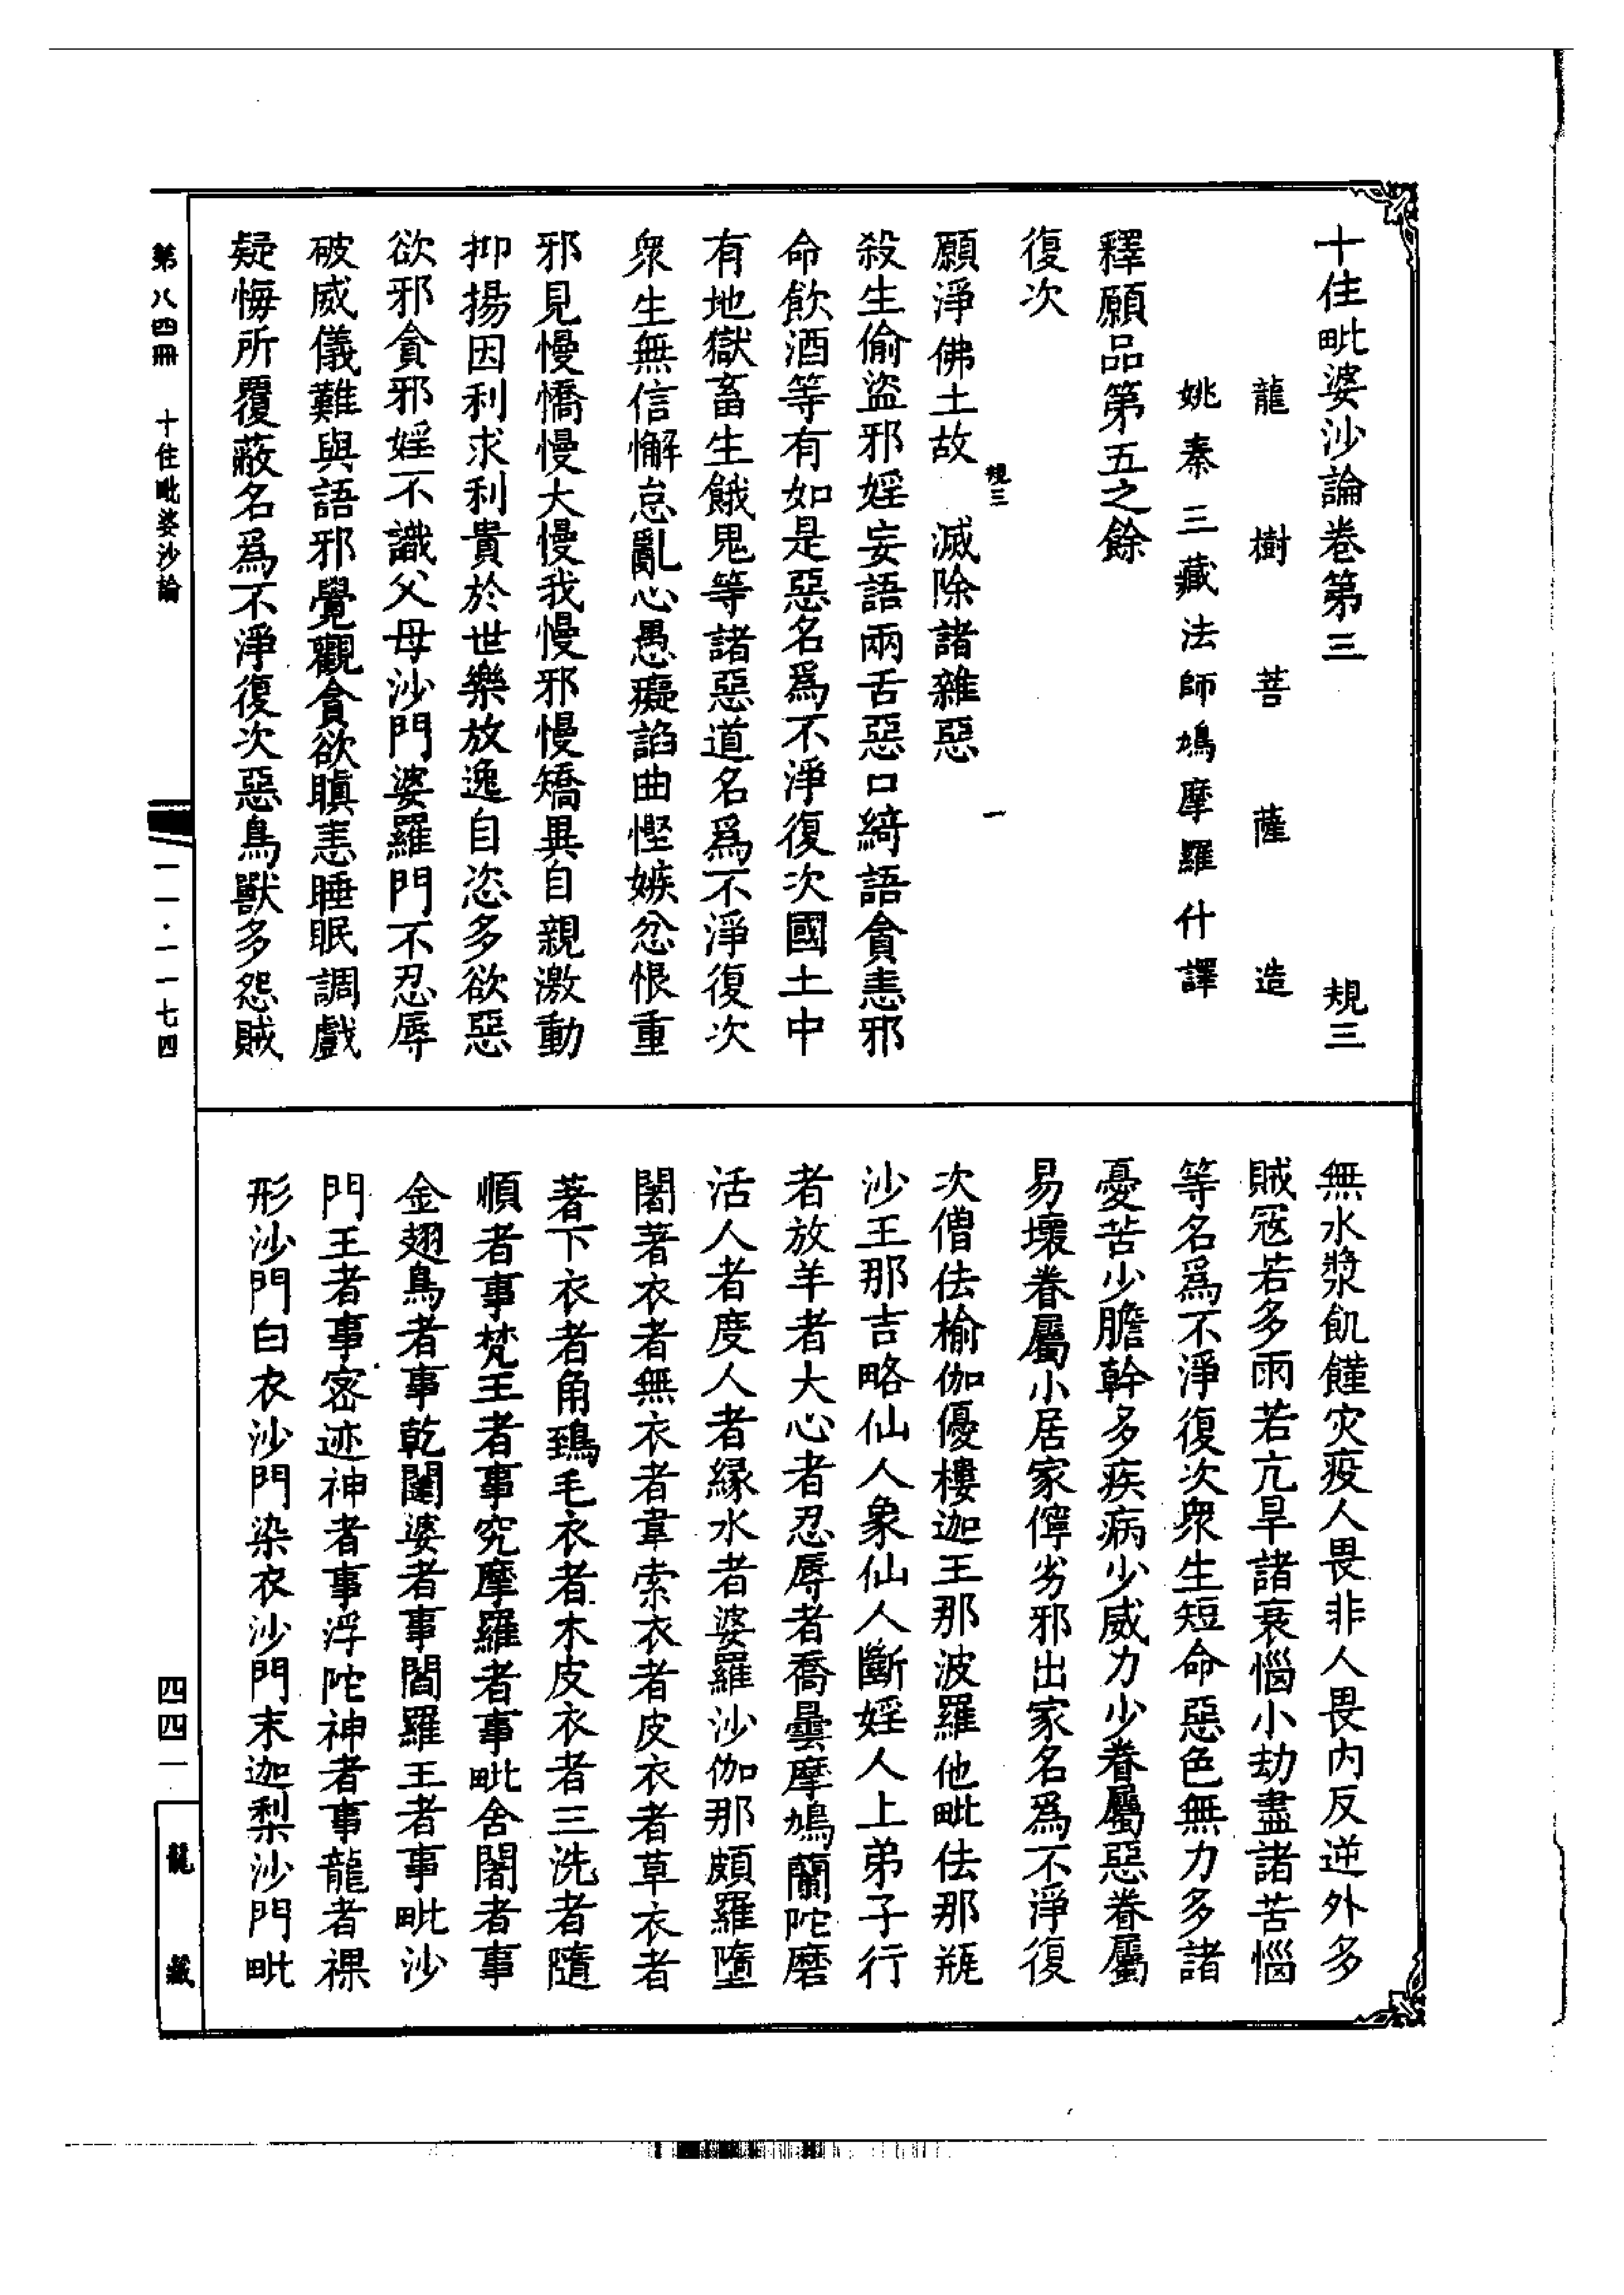 十住毗婆沙論卷第三　規三
龍樹菩薩造
姚秦三藏法師鳩摩羅什譯
釋願品第五之餘
復次
規三　一
願淨佛土故　滅除諸雜惡
殺生偷盜邪婬妄語兩舌惡口綺語貪恚邪
命飲酒等有如是惡名爲不淨復次國土中
有地獄畜生餓鬼等諸惡道名爲不淨復次
衆生無信懈怠亂心愚癡諂曲慳嫉忿恨重
邪見慢憍慢大慢我慢邪慢矯異自親激動
抑揚因利求利貴於世樂放逸自恣多欲惡
欲邪貪邪婬不識父母沙門婆羅門不忍辱
破威儀難與語邪覺觀貪欲瞋恚睡眠調戲
疑悔所覆蔽名爲不淨復次惡鳥獸多怨賊
無水漿飢饉灾疫人畏非人畏内反逆外多
賊冦若多雨若亢旱諸衰惱小劫盡諸苦惱
等名爲不淨復次衆生短命惡色無力多諸
憂苦少膽幹多疾病少威力少眷屬惡眷屬
易壞眷屬小居家儜劣邪出家名爲不淨復
次僧佉榆伽優樓迦王那波羅他毗佉那瓶
沙王那吉略仙人象仙人斷婬人上弟子行
者放羊者大心者忍辱者喬曇摩鳩蘭陀磨
活人者度人者緣水者婆羅沙伽那頗羅墮
闍著衣者無衣者韋索衣者皮衣者草衣者
著下衣者角鵄毛衣者木皮衣者三洗者隨
順者事梵王者事究摩羅者事毗舍闍者事
金翅鳥者事乾闥婆者事閻羅王者事毗沙
門王者事密迹神者事浮陀神者事龍者裸
形沙門白衣沙門染衣沙門末迦梨沙門毗
第八四冊　十住毗婆沙論　一一·一一七四　四四一　龍藏